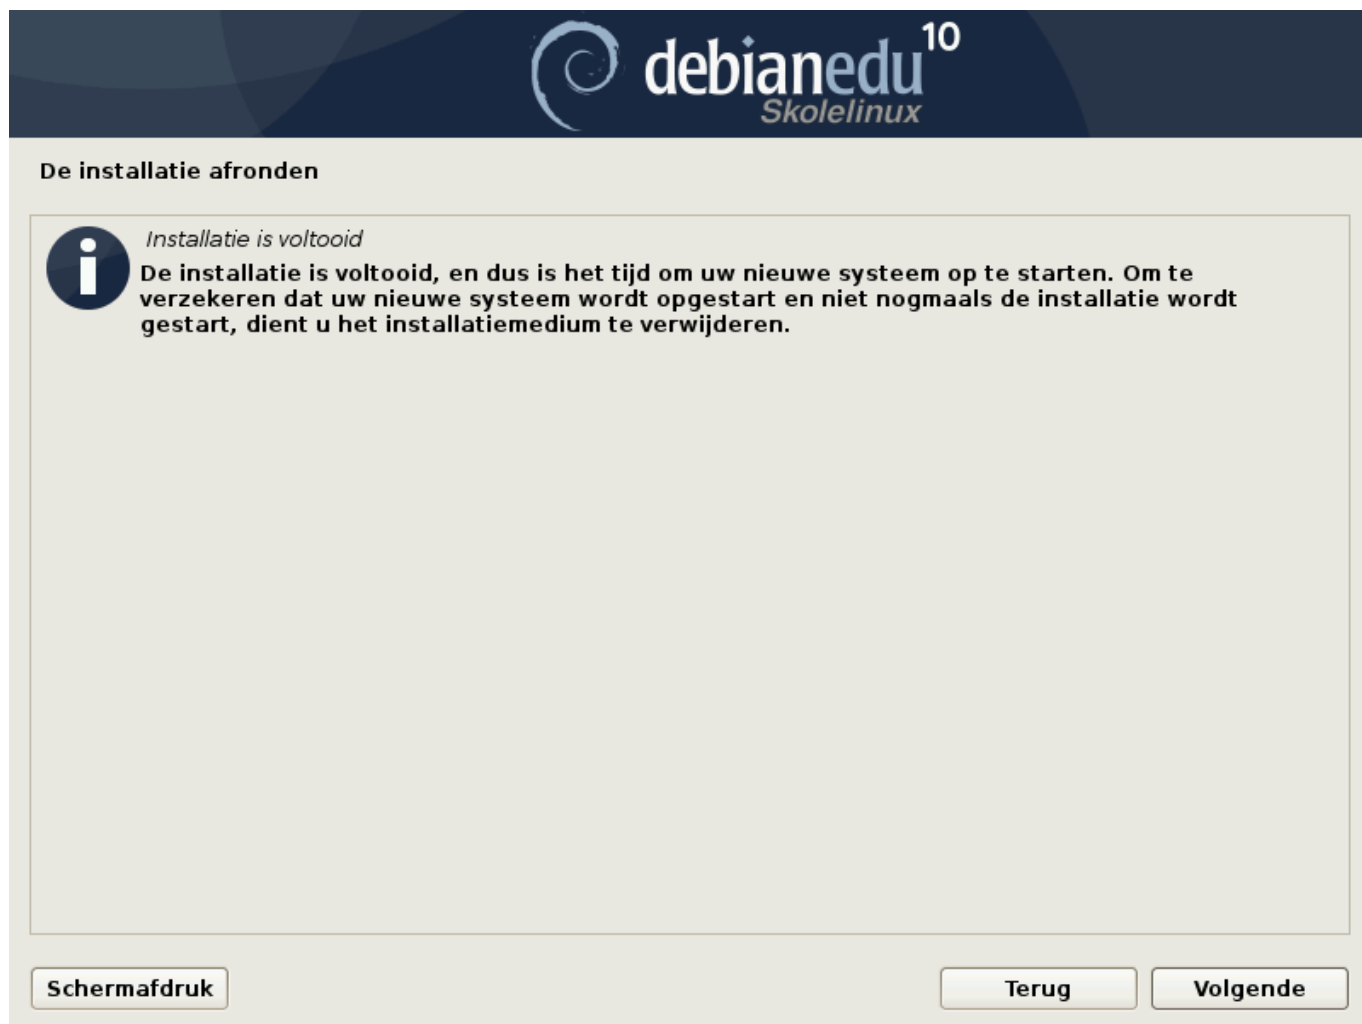 debianedu 10
Skolelinux
De installatie afronden
Installatie is voltooid
De installatie is voltooid, en dus is het tijd om uw nieuwe systeem op te starten. Om te
verzekeren dat uw nieuwe systeem wordt opgestart en niet nogmaals de installatie wordt
gestart, dient u het installatiemedium te verwijderen.
Schermafdruk
Terug
Volgende